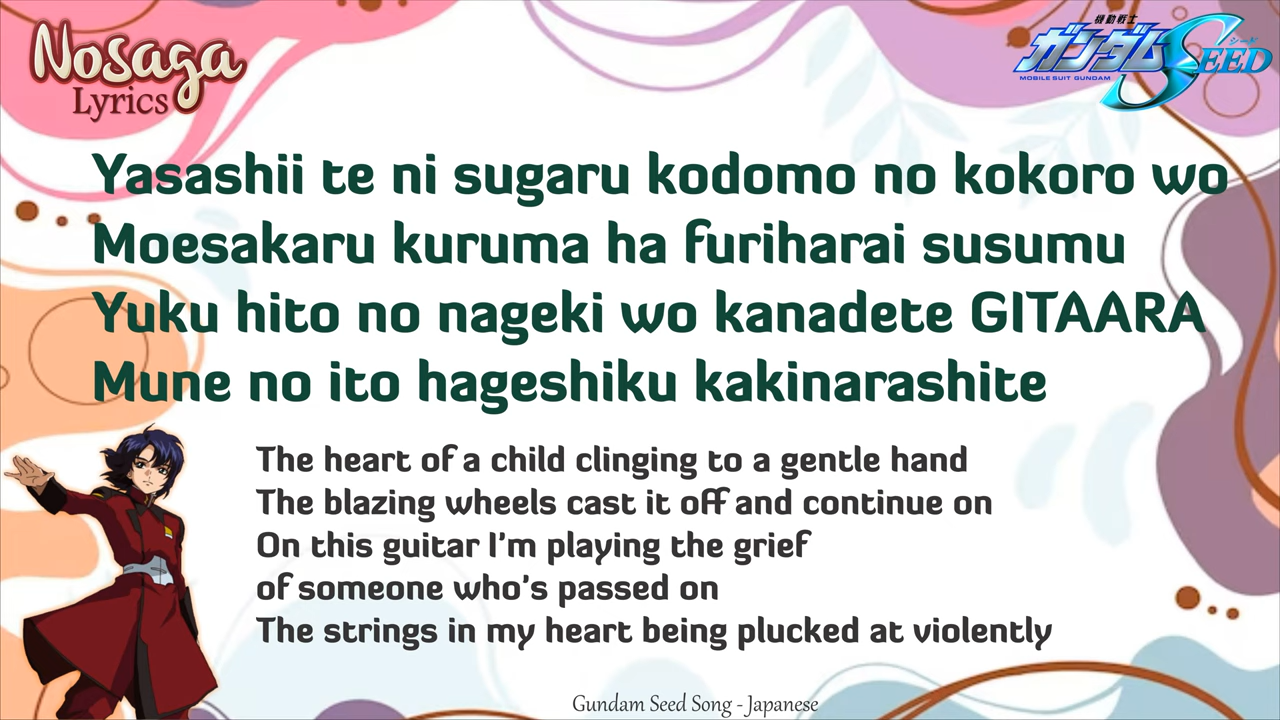 Nosaga
Lyrics
機動戦士
ガンダムSEED
シード
MOBILE SUIT GUNDAM
Yasashii te ni sugaru kodomo no kokoro wo
Moesakaru kuruma ha furiharai susumu
Yuku hito no nageki wo kanadete GITAARA
Mune no ito hageshiku kakinarashite
The heart of a child clinging to a gentle hand
The blazing wheels cast it off and continue on
On this guitar I'm playing the grief
of someone who's passed on
The strings in my heart being plucked at violently
Gundam Seed Song - Japanese